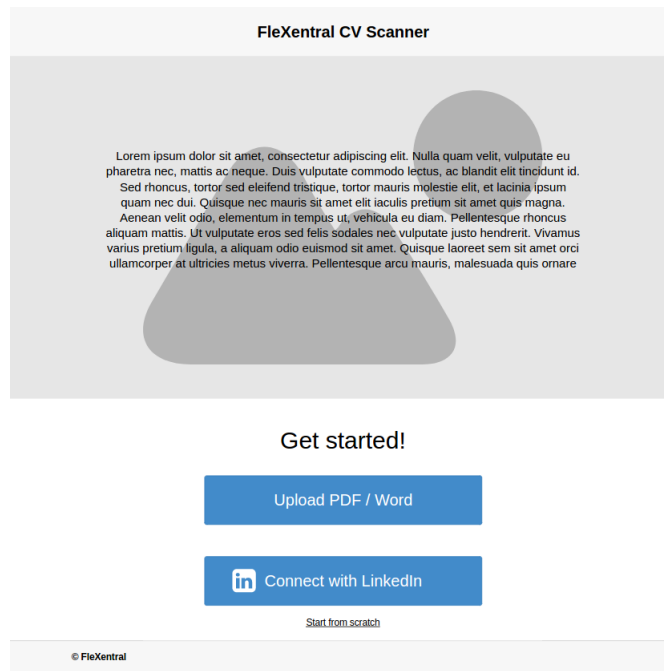 FleXentral CV Scanner
Lorem ipsum dolor sit amet, consectetur adipiscing elit. Nulla quam velit, vulputate eu
pharetra nec, mattis ac neque. Duis vulputate commodo lectus, ac blandit elit tincidunt id.
Sed rhoncus, tortor sed eleifend tristique, tortor mauris molestie elit, et lacinia ipsum
quam nec dui. Quisque nec mauris sit amet elit iaculis pretium sit amet quis magna.
Aenean velit odio, elementum in tempus ut, vehicula eu diam. Pellentesque rhoncus
aliquam mattis. Ut vulputate eros sed felis sodales nec vulputate justo hendrerit. Vivamus
varius pretium ligula, a aliquam odio euismod sit amet. Quisque laoreet sem sit amet orci
ullamcorper at ultricies metus viverra. Pellentesque arcu mauris, malesuada quis ornare
Get started!
Upload PDF / Word
in Connect with LinkedIn
Start from scratch
© FleXentral